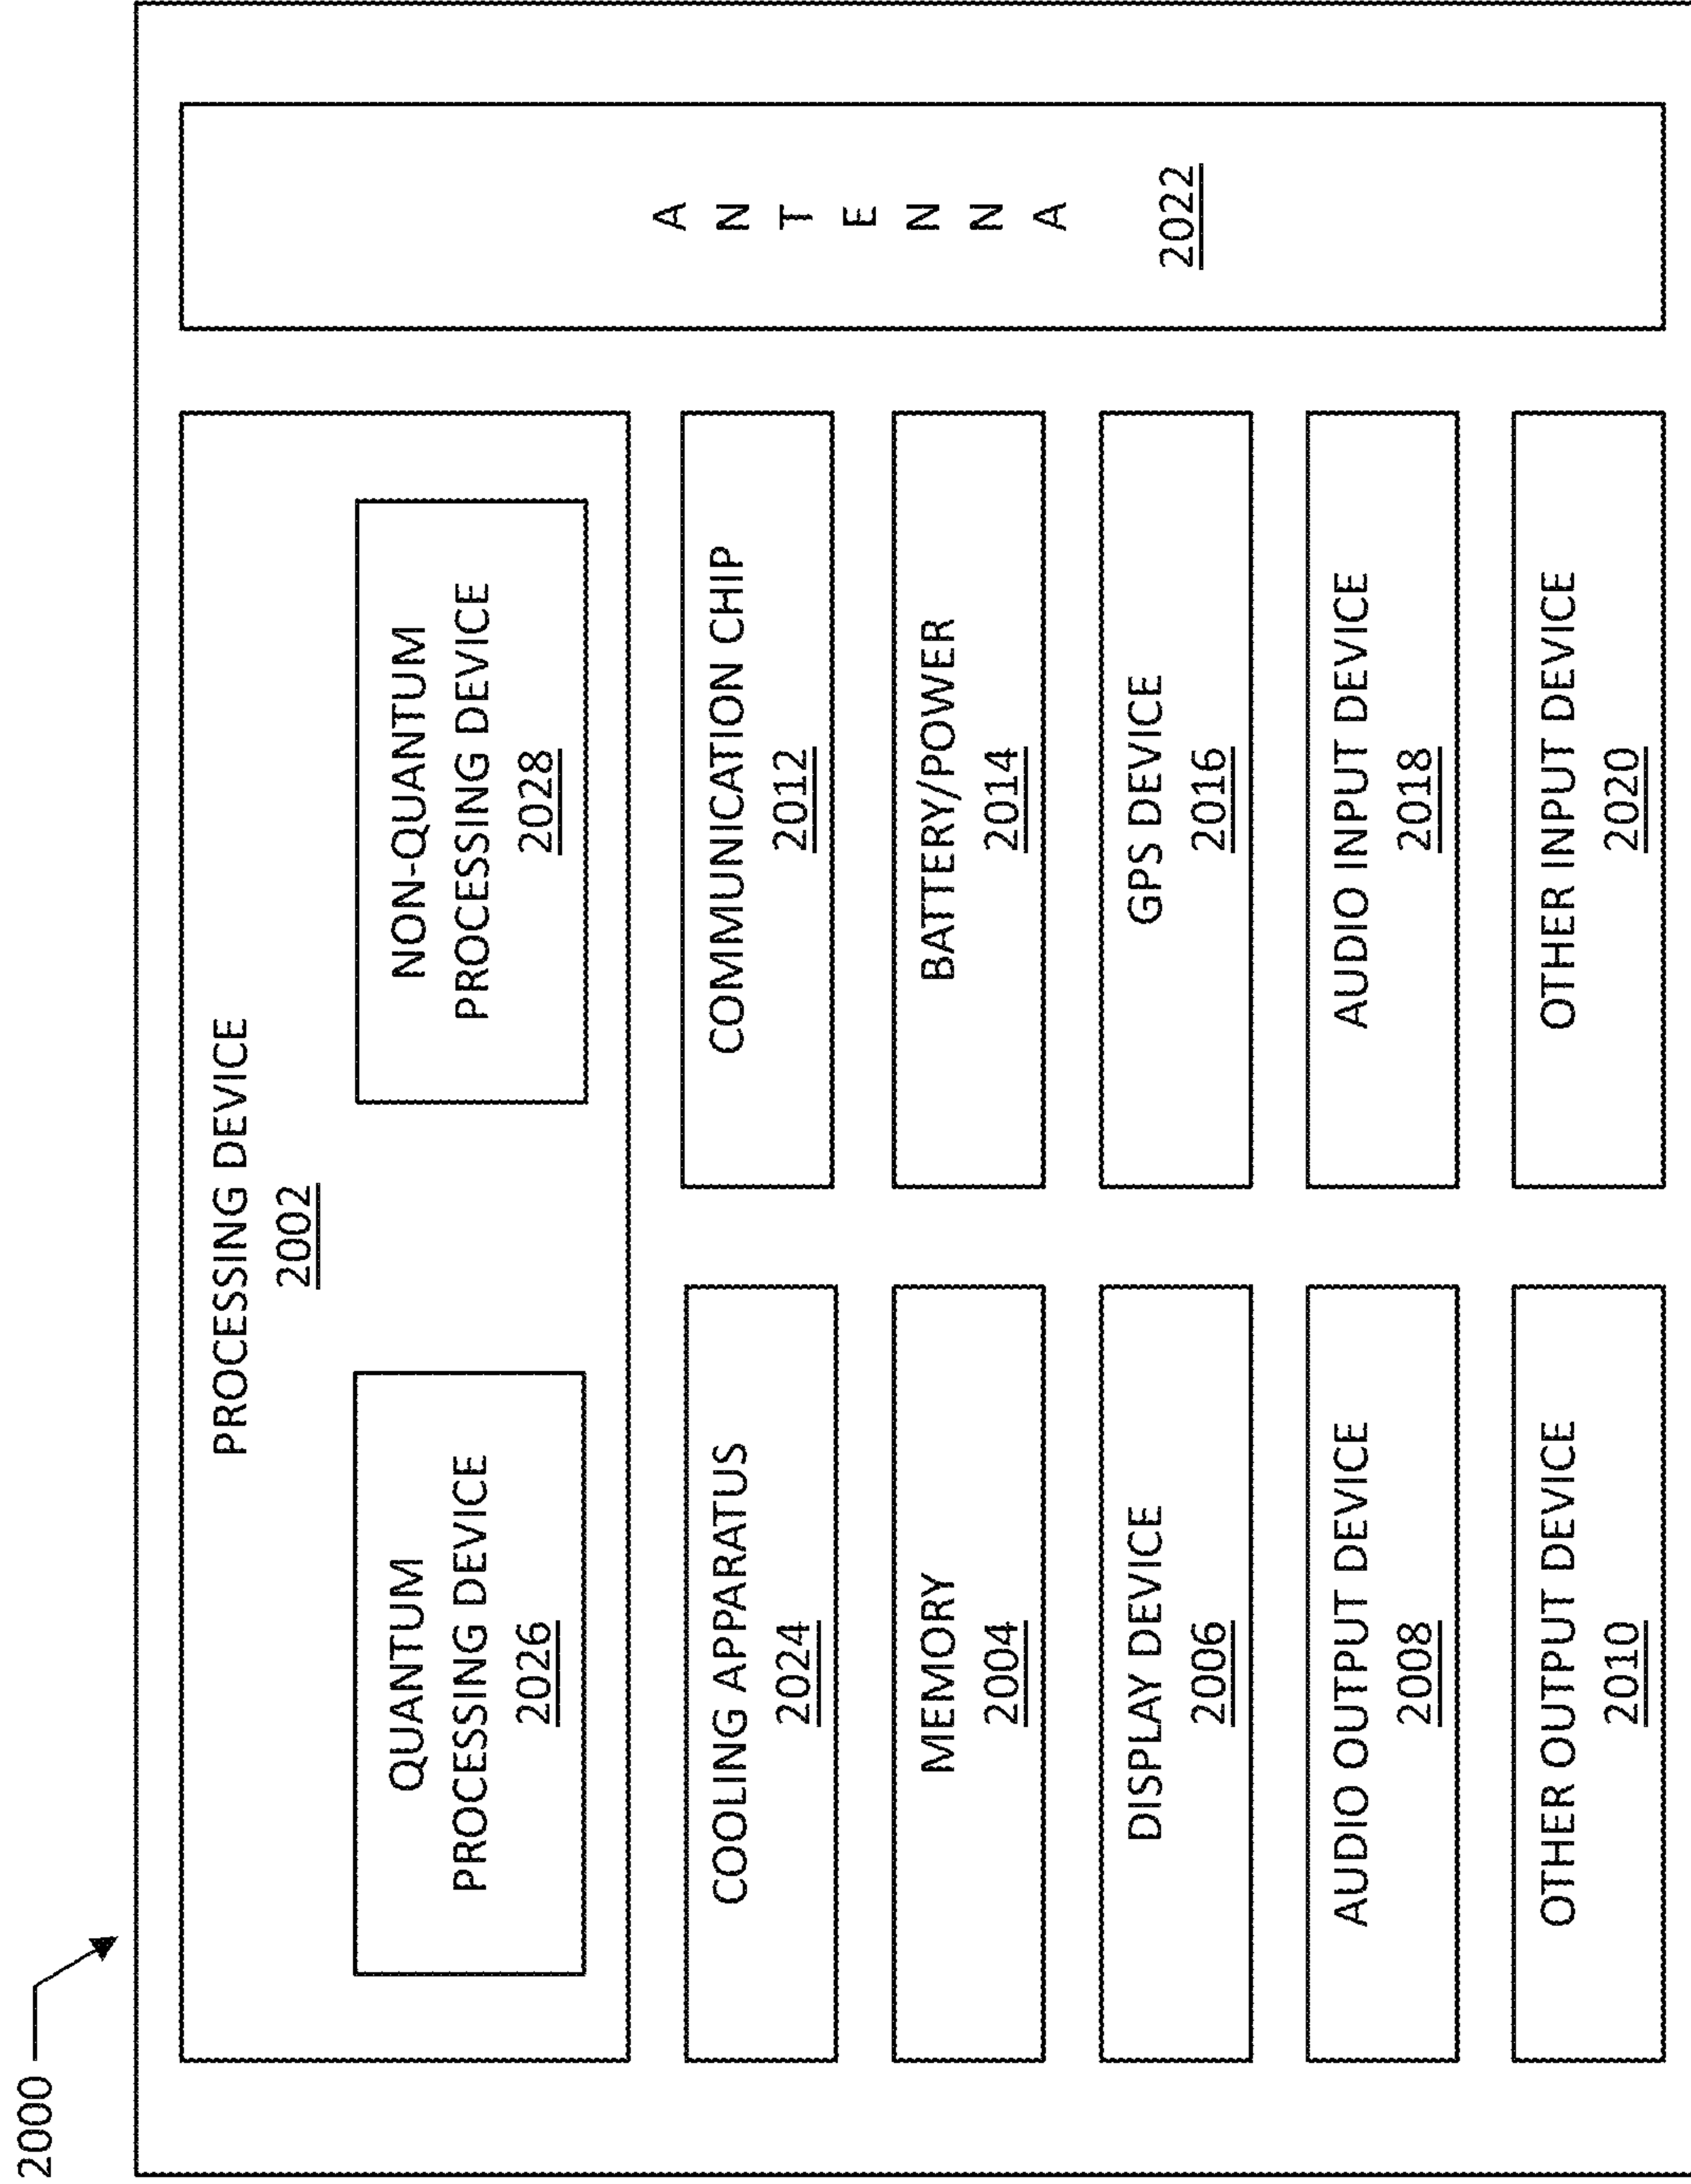 2000
PROCESSING DEVICE
2002
QUANTUM
PROCESSING DEVICE
2026
NON-QUANTUM
PROCESSING DEVICE
2028
COOLING APPARATUS
2024
COMMUNICATION CHIP
2012
MEMORY
2004
BATTERY/POWER
2014
DISPLAY DEVICE
2006
GPS DEVICE
2016
AUDIO OUTPUT DEVICE
2008
AUDIO INPUT DEVICE
2018
OTHER OUTPUT DEVICE
2010
OTHER INPUT DEVICE
2020
A
N
T
E
N
N
A
2022